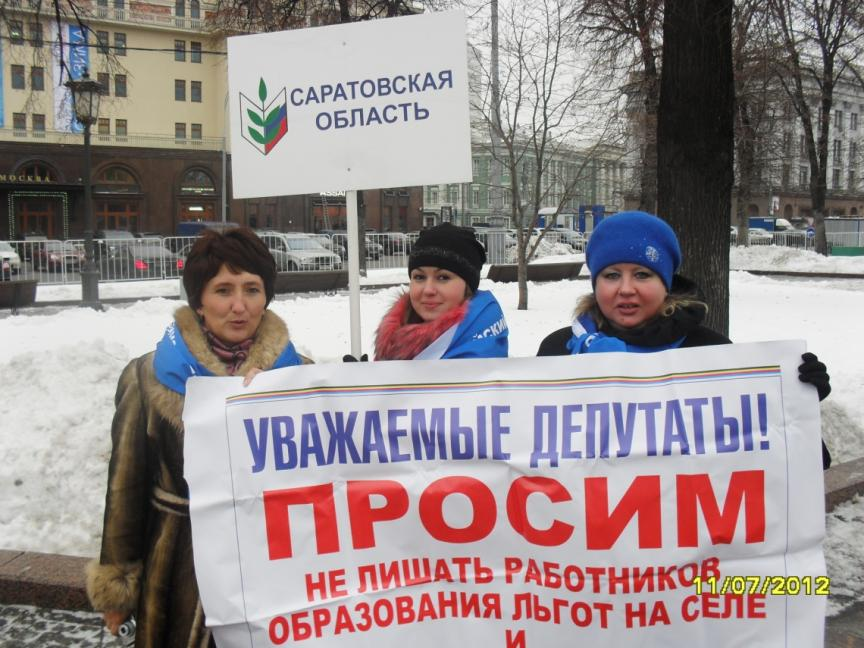 САРАТОВСКАЯ
ОБЛАСТЬ
МОСКВА
УВАЖАЕМЫЕ ДЕПУТАТЫ!
ПРОСИМ
НЕ ЛИШАТЬ РАБОТНИКОВ
ОБРАЗОВАНИЯ ЛЬГОТ НА СЕЛЕ
И
11/07/2012